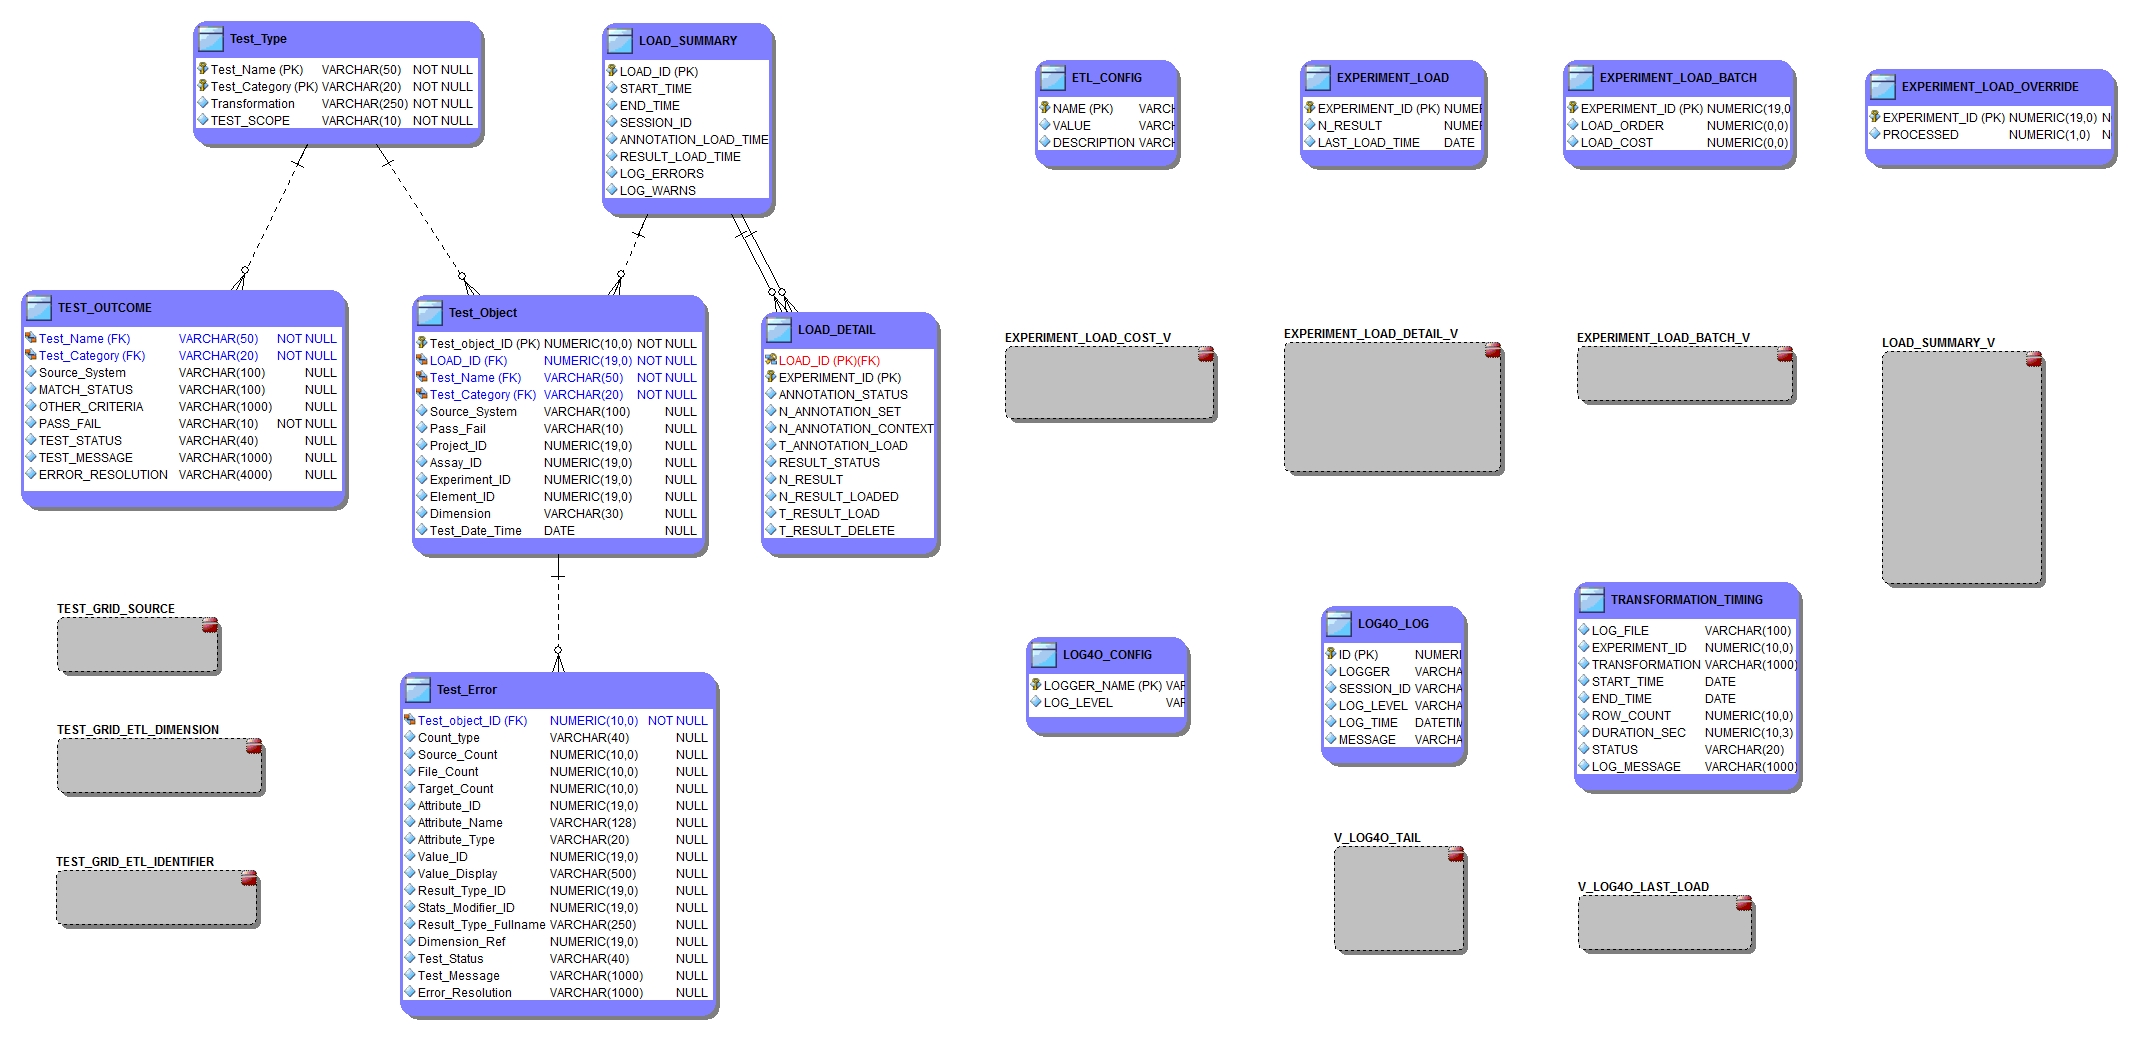 Test_Type
Test_Name (PK) VARCHAR(50) NOT NULL
Test_Category (PK) VARCHAR(20) NOT NULL
Transformation VARCHAR(250) NOT NULL
TEST_SCOPE VARCHAR(10) NOT NULL
LOAD_SUMMARY
LOAD_ID (PK)
START_TIME
END_TIME
SESSION_ID
ANNOTATION_LOAD_TIME
RESULT_LOAD_TIME
LOG_ERRORS
LOG_WARNS
ETL_CONFIG
NAME (PK) VARCH
VALUE VARCH
DESCRIPTION VARCH
EXPERIMENT_LOAD
EXPERIMENT_ID (PK) NUME
N_RESULT NUME
LAST_LOAD_TIME DATE
EXPERIMENT_LOAD_BATCH
EXPERIMENT_ID (PK) NUMERIC(19,0
LOAD_ORDER NUMERIC(0,0)
LOAD_COST NUMERIC(0,0)
EXPERIMENT_LOAD_OVERRIDE
EXPERIMENT_ID (PK) NUMERIC(19,0) N
PROCESSED NUMERIC(1,0) N
TEST_OUTCOME
Test_Name (FK) VARCHAR(50) NOT NULL
Test_Category (FK) VARCHAR(20) NOT NULL
Source_System VARCHAR(100) NULL
MATCH_STATUS VARCHAR(100) NULL
OTHER_CRITERIA VARCHAR(1000) NULL
PASS_FAIL VARCHAR(10) NOT NULL
TEST_STATUS VARCHAR(40) NULL
TEST_MESSAGE VARCHAR(1000) NULL
ERROR_RESOLUTION VARCHAR(4000) NULL
Test_Object
Test_object_ID (PK) NUMERIC(10,0) NOT NULL
LOAD_ID (FK) NUMERIC(19,0) NOT NULL
Test_Name (FK) VARCHAR(50) NOT NULL
Test_Category (FK) VARCHAR(20) NOT NULL
Source_System VARCHAR(100) NULL
Pass_Fail VARCHAR(10) NULL
Project_ID NUMERIC(19,0) NULL
Assay_ID NUMERIC(19,0) NULL
Experiment_ID NUMERIC(19,0) NULL
Element_ID NUMERIC(19,0) NULL
Dimension VARCHAR(30) NULL
Test_Date_Time DATE NULL
LOAD_DETAIL
LOAD_ID (PK)(FK)
EXPERIMENT_ID (PK)
ANNOTATION_STATUS
N_ANNOTATION_SET
N_ANNOTATION_CONTEXT
T_ANNOTATION_LOAD
RESULT_STATUS
N_RESULT
N_RESULT_LOADED
T_RESULT_LOAD
T_RESULT_DELETE
EXPERIMENT_LOAD_COST_V
EXPERIMENT_LOAD_DETAIL_V
EXPERIMENT_LOAD_BATCH_V
LOAD_SUMMARY_V
TEST_GRID_SOURCE
TEST_GRID_ETL_DIMENSION
TEST_GRID_ETL_IDENTIFIER
Test_Error
Test_object_ID (FK) NUMERIC(10,0) NOT NULL
Count_type VARCHAR(40) NULL
Source_Count NUMERIC(10,0) NULL
File_Count NUMERIC(10,0) NULL
Target_Count NUMERIC(10,0) NULL
Attribute_ID NUMERIC(19,0) NULL
Attribute_Name VARCHAR(128) NULL
Attribute_Type VARCHAR(20) NULL
Value_ID NUMERIC(19,0) NULL
Value_Display VARCHAR(500) NULL
Result_Type_ID NUMERIC(19,0) NULL
Stats_Modifier_ID NUMERIC(19,0) NULL
Result_Type_Fullname VARCHAR(250) NULL
Dimension_Ref NUMERIC(19,0) NULL
Test_Status VARCHAR(40) NULL
Test_Message VARCHAR(1000) NULL
Error_Resolution VARCHAR(1000) NULL
LOG4O_CONFIG
LOGGER_NAME (PK) VAR
LOG_LEVEL VAR
LOG4O_LOG
ID (PK) NUMERI
LOGGER VARCHA
SESSION_ID VARCHA
LOG_LEVEL VARCHA
LOG_TIME DATETIM
MESSAGE VARCHA
TRANSFORMATION_TIMING
LOG_FILE VARCHAR(100)
EXPERIMENT_ID NUMERIC(10,0)
TRANSFORMATION VARCHAR(1000)
START_TIME DATE
END_TIME DATE
ROW_COUNT NUMERIC(10,0)
DURATION_SEC NUMERIC(10,3)
STATUS VARCHAR(20)
LOG_MESSAGE VARCHAR(1000)
V_LOG4O_TAIL
V_LOG4O_LAST_LOAD